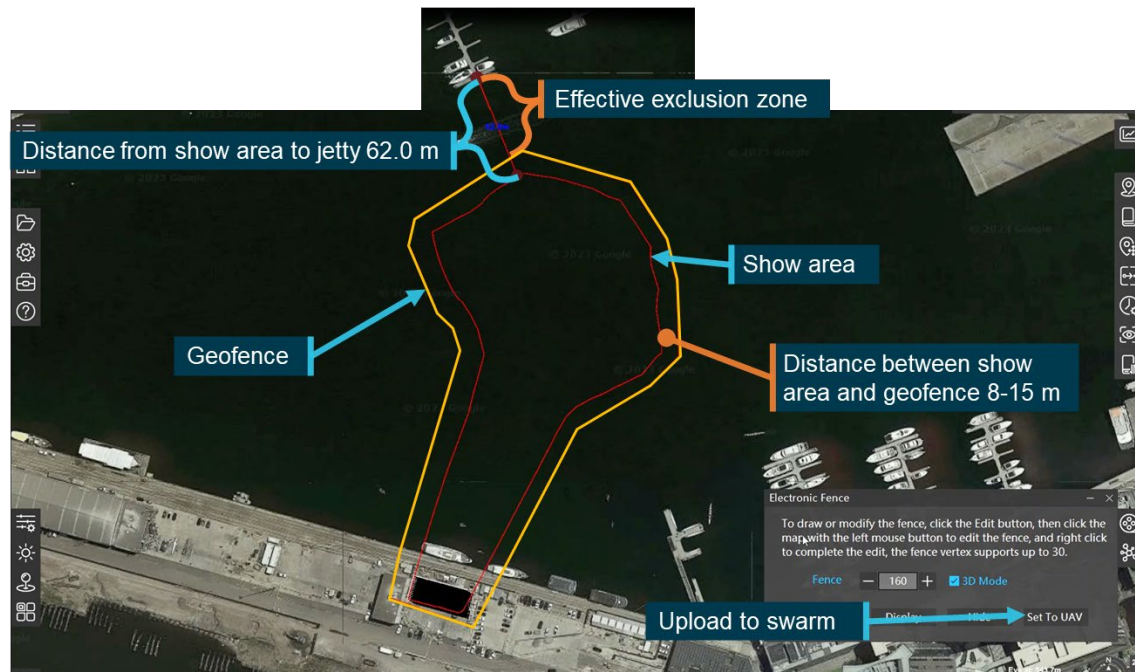 Effective exclusion zone
Distance from show area to jetty 62.0 m
© 2023 Google
© 2023 Google
© 2023 Google
Show area
Geofence
Distance between show
area and geofence 8-15 m
© 2023 Google
© 2023 Google
Electronic Fence
To draw or modify the fence, click the Edit button, then click the
map with the left mouse button to edit the fence, and right click
to complete the edit, the fence vertex supports up to 30.
Fence − 160 + 3D Mode
Upload to swarm
Display Hide Set To UAV
N